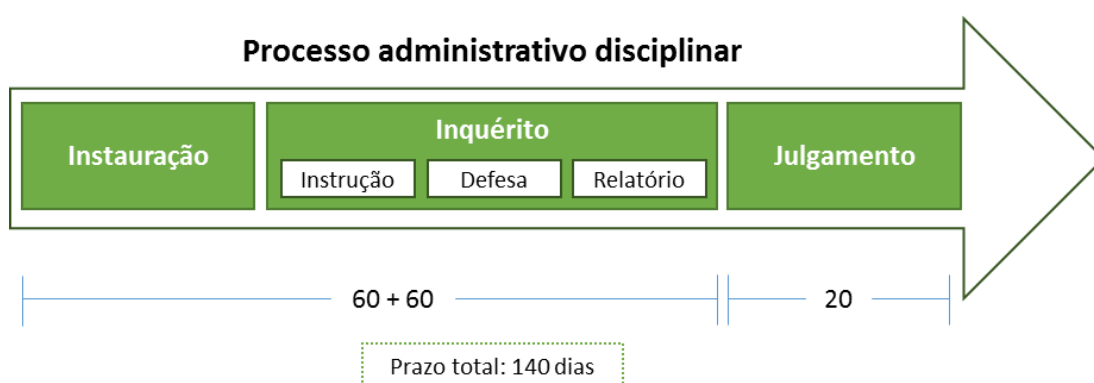 Processo administrativo disciplinar
Instauração
Inquérito
Instrução
Defesa
Relatório
Julgamento
60 + 60
20
Prazo total: 140 dias